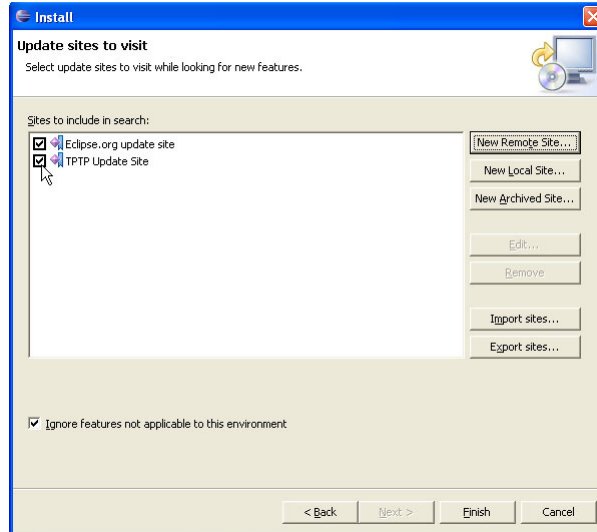 Install
Update sites to visit
Select update sites to visit while looking for new features.
Sites to include in search:
Eclipse.org update site
TPTP Update Site
New Remote Site...
New Local Site...
New Archived Site...
Edit...
Remove
Import sites...
Export sites...
Ignore features not applicable to this environment
< Back
Next >
Finish
Cancel